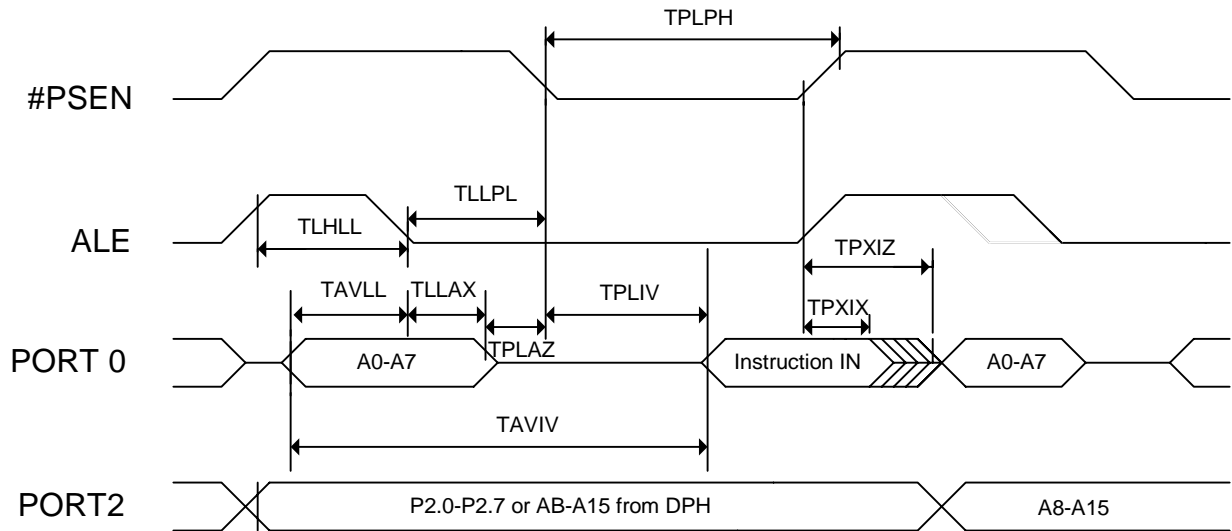 TPLPH
#PSEN
TLLPL
TLHLL
ALE
TPXIZ
TAVLL TLLAX TPLIV
TPXIX
TPLAZ
PORT 0 A0-A7 Instruction IN A0-A7
TAVIV
PORT2 P2.0-P2.7 or AB-A15 from DPH A8-A15